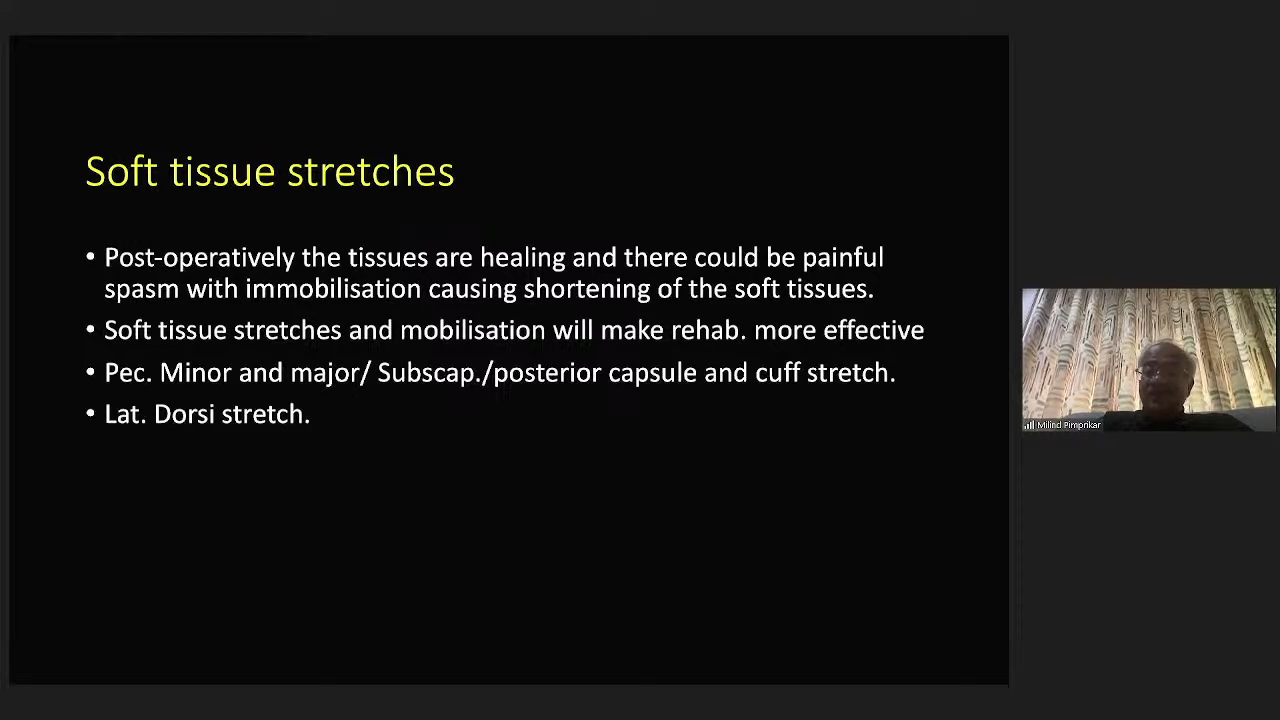 Soft tissue stretches
• Post-operatively the tissues are healing and there could be painful
spasm with immobilisation causing shortening of the soft tissues.
• Soft tissue stretches and mobilisation will make rehab. more effective
• Pec. Minor and major/ Subscap./posterior capsule and cuff stretch.
• Lat. Dorsi stretch.
Milind Pimprikar